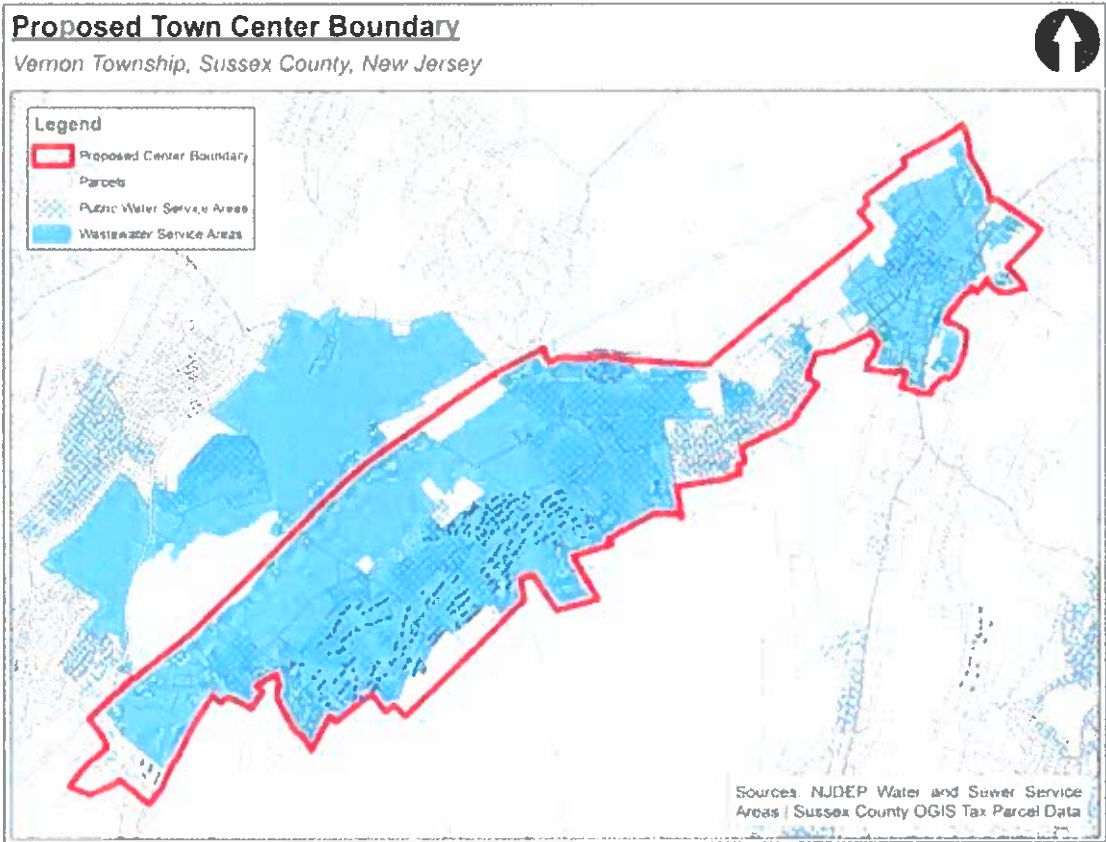 Proposed Town Center Boundary
Vernon Township, Sussex County, New Jersey
Legend
Proposed Center Boundary
Parcels
Public Water Service Areas
Wastewater Service Areas
Sources: NJDEP Water and Sewer Service
Areas | Sussex County OGIS Tax Parcel Data